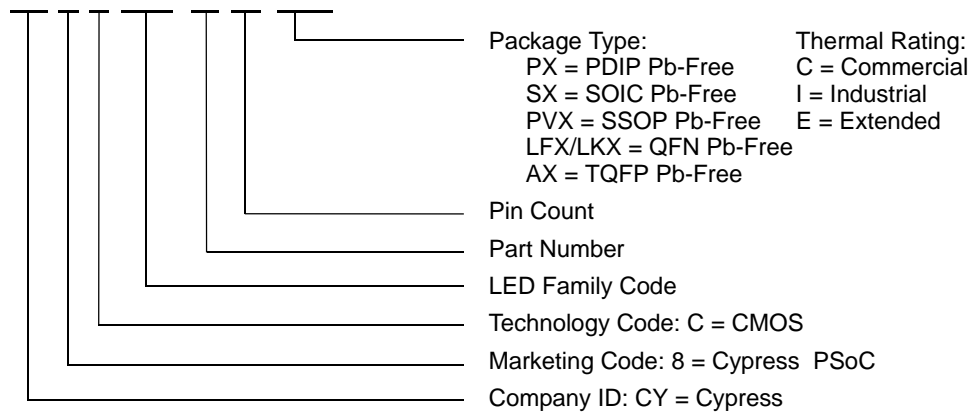 Package Type: Thermal Rating:
PX = PDIP Pb-Free C = Commercial
SX = SOIC Pb-Free I = Industrial
PVX = SSOP Pb-Free E = Extended
LFX/LKX = QFN Pb-Free
AX = TQFP Pb-Free
Pin Count
Part Number
LED Family Code
Technology Code: C = CMOS
Marketing Code: 8 = Cypress PSoC
Company ID: CY = Cypress